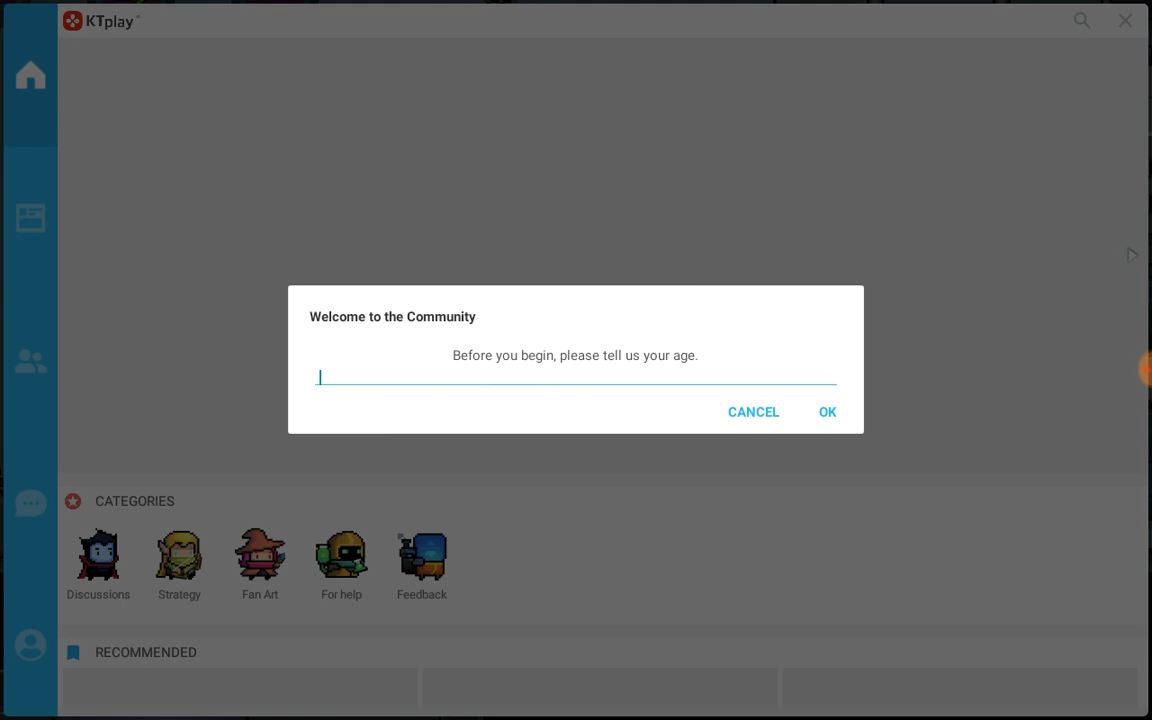 KTplay
Welcome to the Community
Before you begin, please tell us your age.
CANCEL OK
CATEGORIES
Discussions Strategy Fan Art For help Feedback
RECOMMENDED